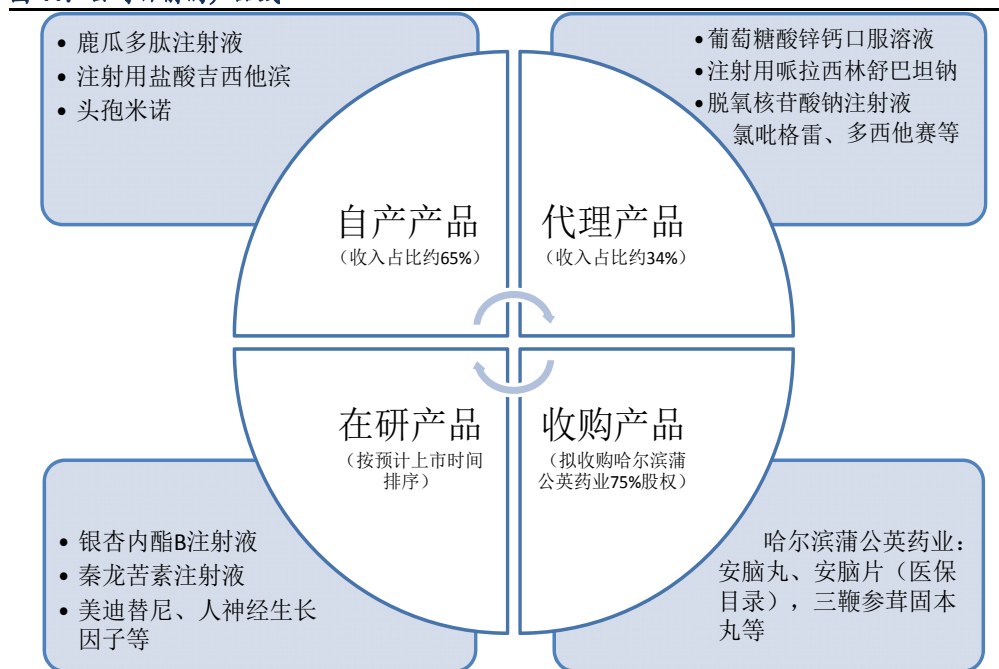 • 鹿瓜多肽注射液
• 注射用盐酸吉西他滨
• 头孢米诺
• 葡萄糖酸锌钙口服溶液
• 注射用哌拉西林舒巴坦钠
• 脱氧核苷酸钠注射液
氯吡格雷、多西他赛等
自产产品
（收入占比约65%）
代理产品
（收入占比约34%）
在研产品
（按预计上市时间
排序）
收购产品
（拟收购哈尔滨蒲
公英药业75%股权）
• 银杏内酯B注射液
• 秦龙苦素注射液
• 美迪替尼、人神经生长
因子等
哈尔滨蒲公英药业：
安脑丸、安脑片（医保
目录），三鞭参茸固本
丸等